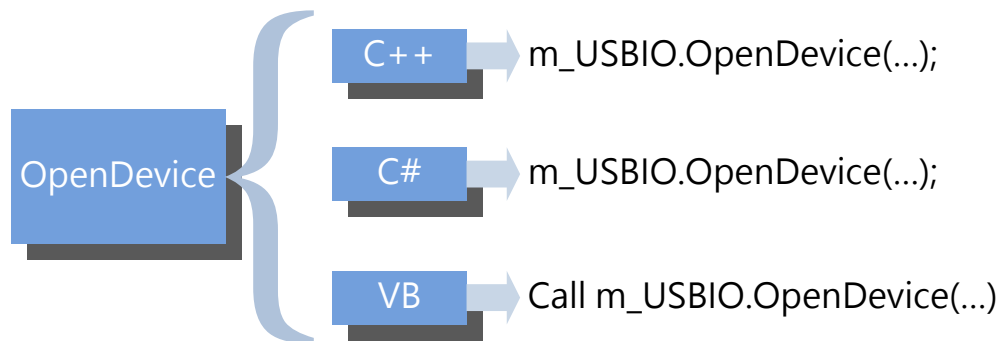 OpenDevice
C++
m_USBIO.OpenDevice(...);
C#
m_USBIO.OpenDevice(...);
VB
Call m_USBIO.OpenDevice(...)